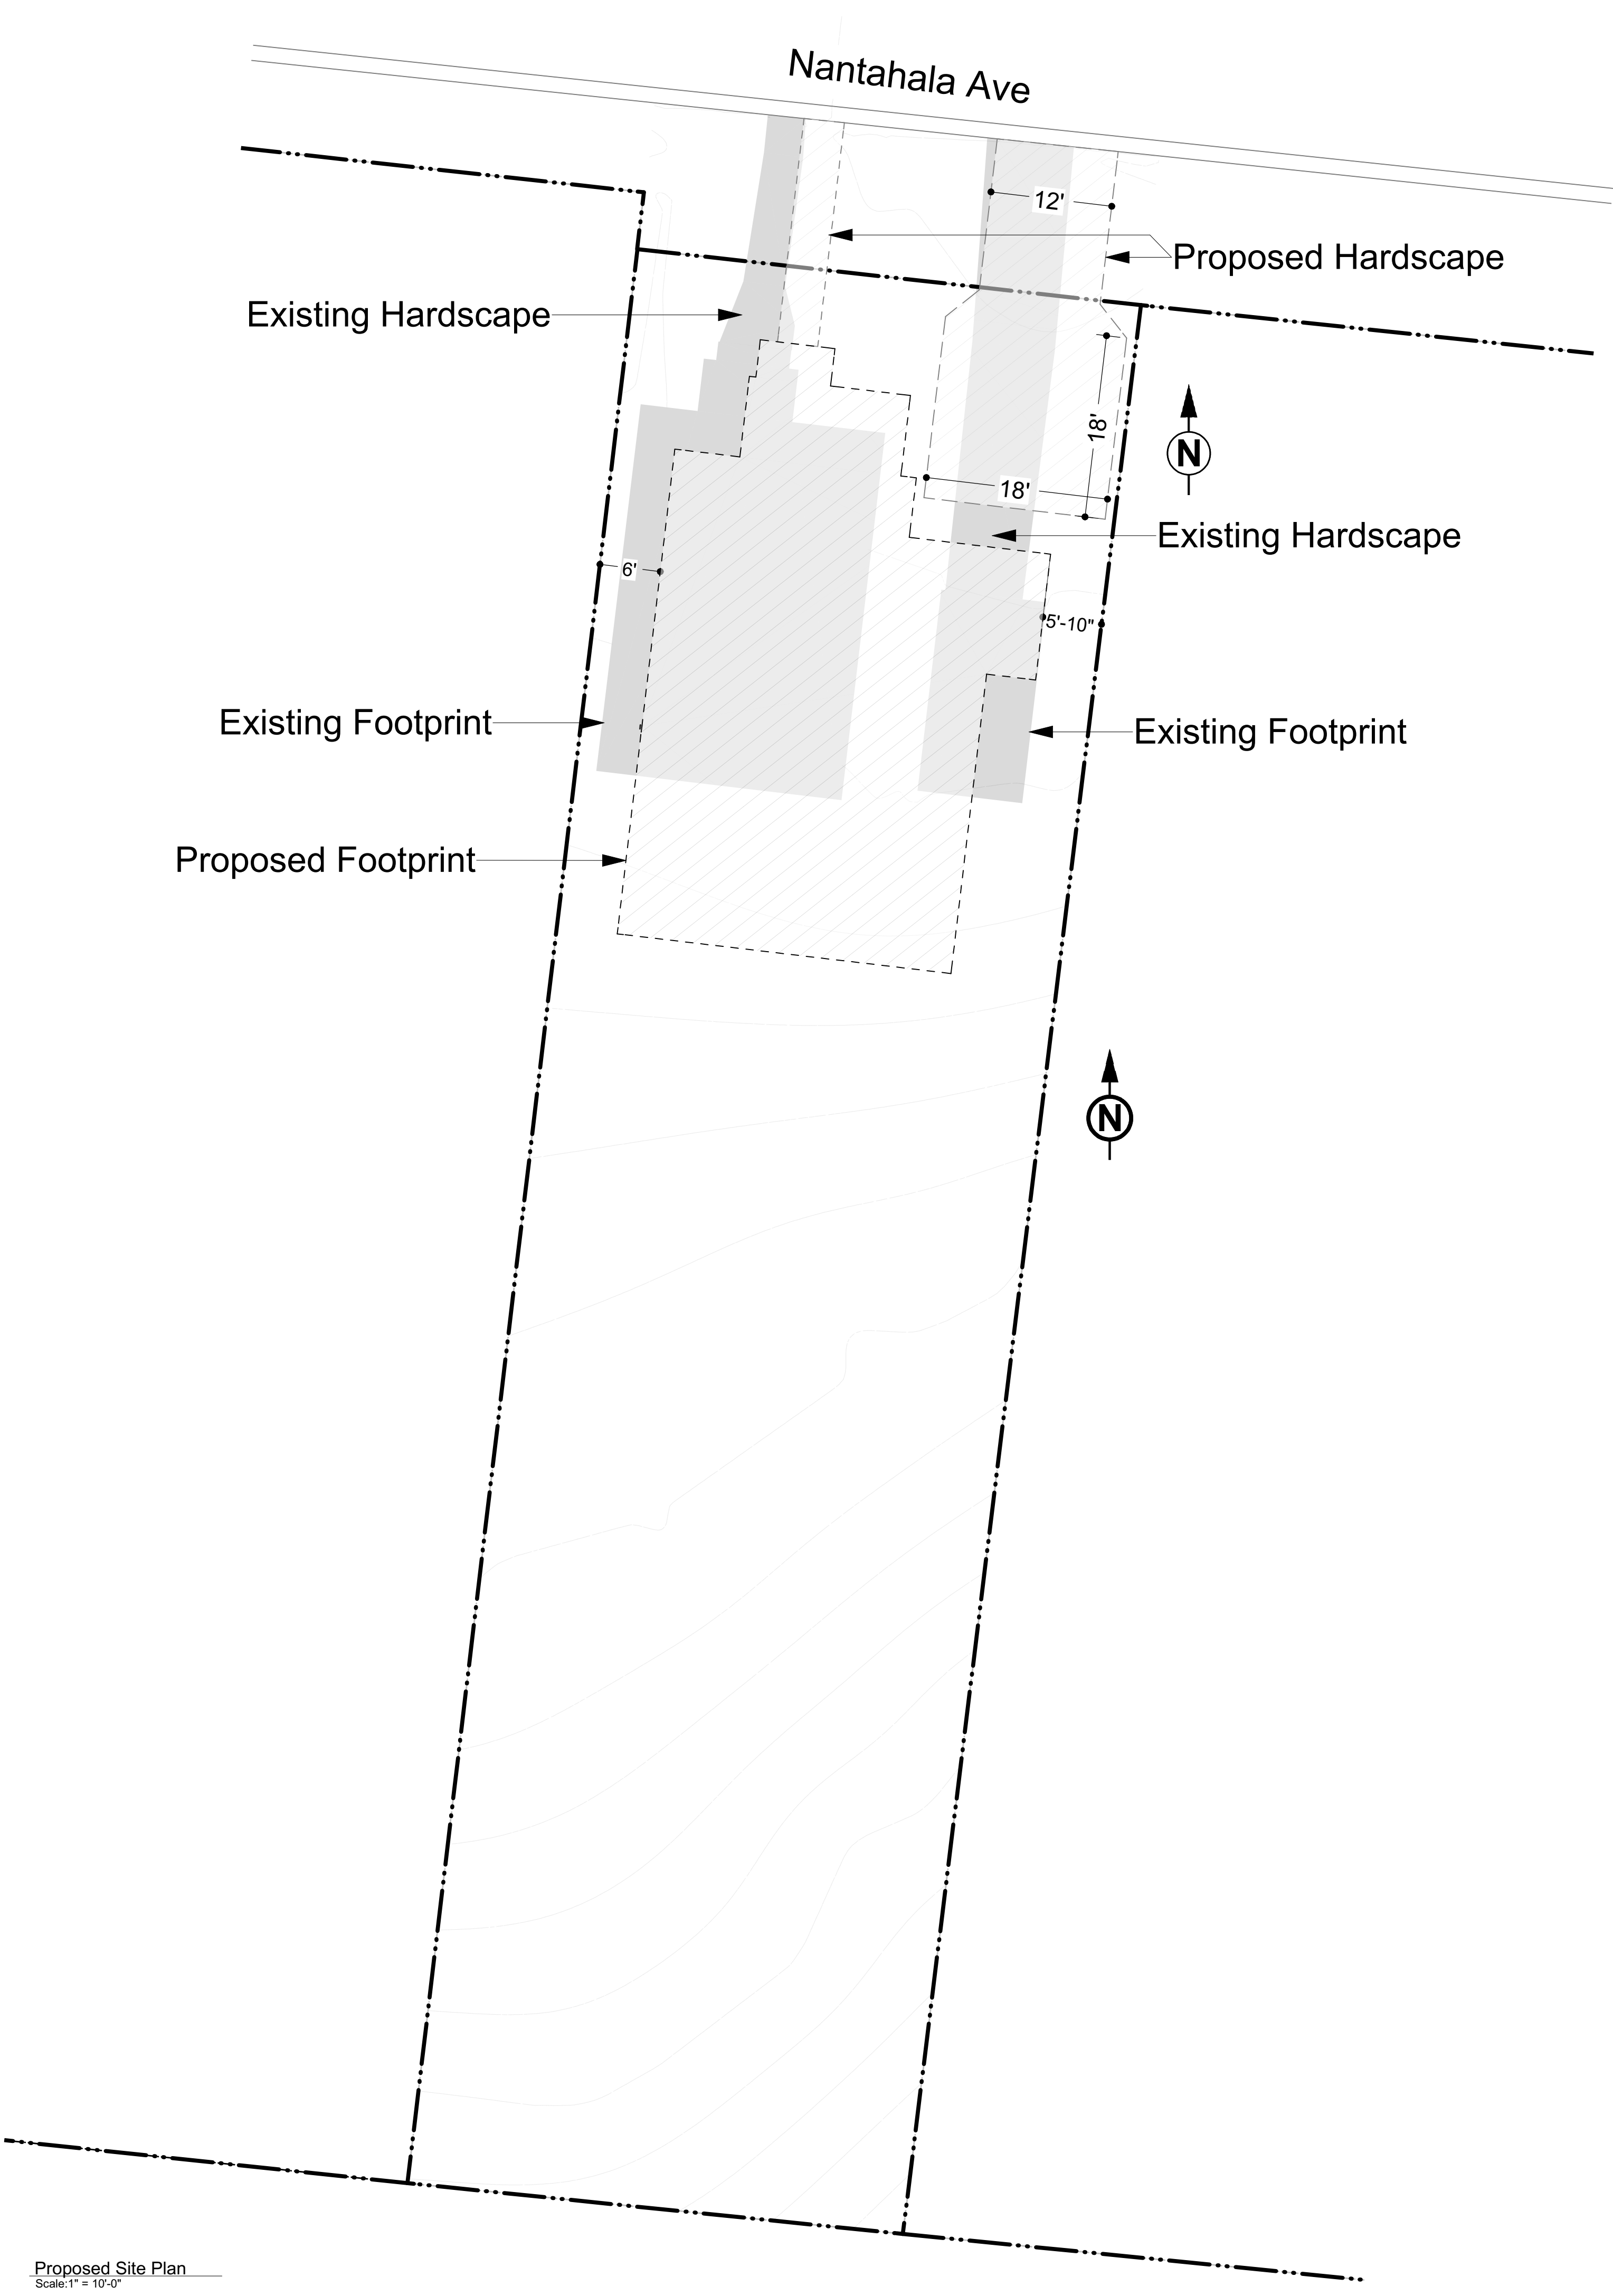 Nantahala Ave
12'
Proposed Hardscape
Existing Hardscape
18'
N
18'
Existing Hardscape
6'
5'-10"
Existing Footprint
Existing Footprint
Proposed Footprint
N
Proposed Site Plan
Scale:1" = 10'-0"